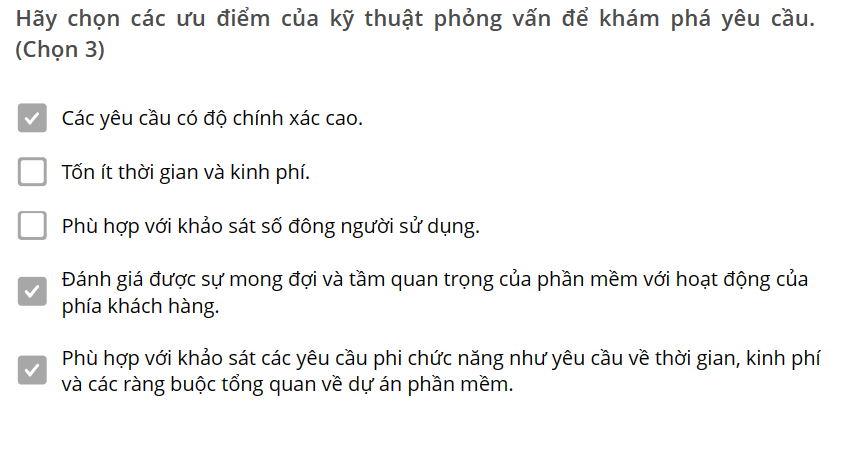 Hãy chọn các ưu điểm của kỹ thuật phỏng vấn để khám phá yêu cầu.
(Chọn 3)
Các yêu cầu có độ chính xác cao.
Tốn ít thời gian và kinh phí.
Phù hợp với khảo sát số đông người sử dụng.
Đánh giá được sự mong đợi và tầm quan trọng của phần mềm với hoạt động của
phía khách hàng.
Phù hợp với khảo sát các yêu cầu phi chức năng như yêu cầu về thời gian, kinh phí
và các ràng buộc tổng quan về dự án phần mềm.